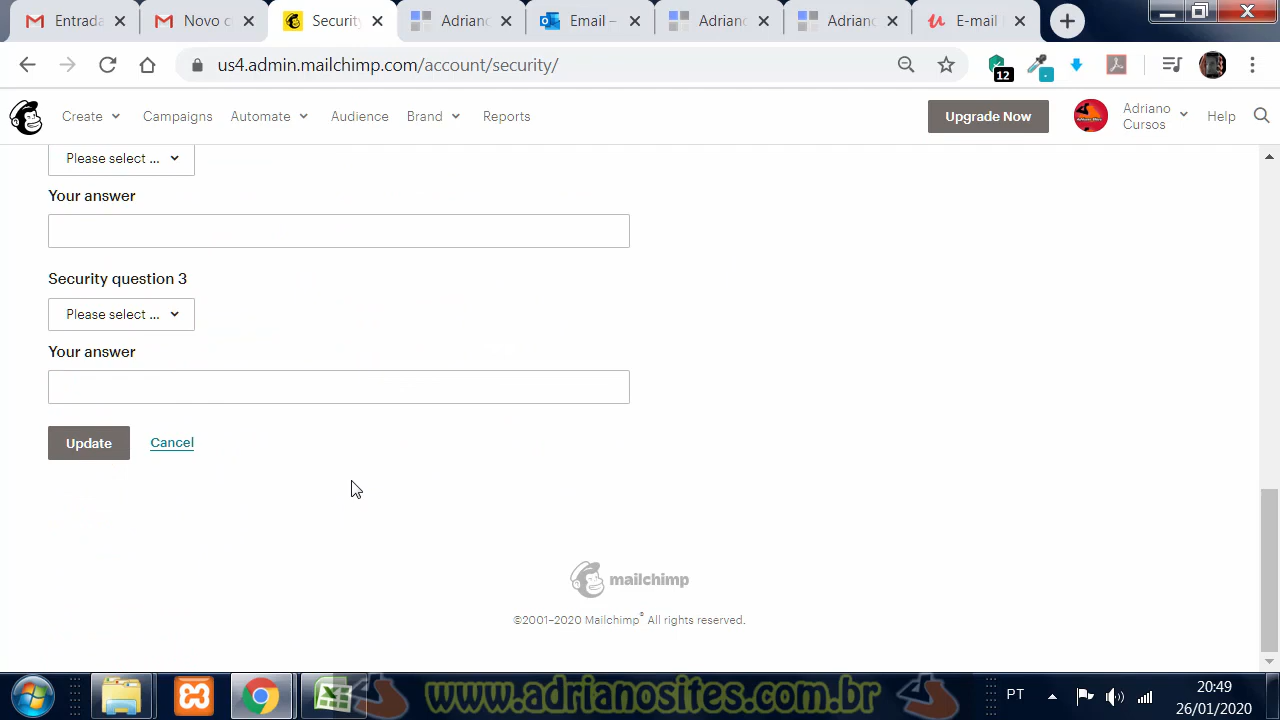 Entrada
Novo c
Security
Adriano
Email –
Adriano
Adriano
E-mail
us4.admin.mailchimp.com/account/security/
12
Create
Campaigns
Automate
Audience
Brand
Reports
Upgrade Now
Adriano
Cursos
Help
Please select ...
Your answer
Security question 3
Please select ...
Your answer
Update
Cancel
mailchimp
©2001–2020 Mailchimp® All rights reserved.
www.adrianosites.com.br
PT
20:49
26/01/2020